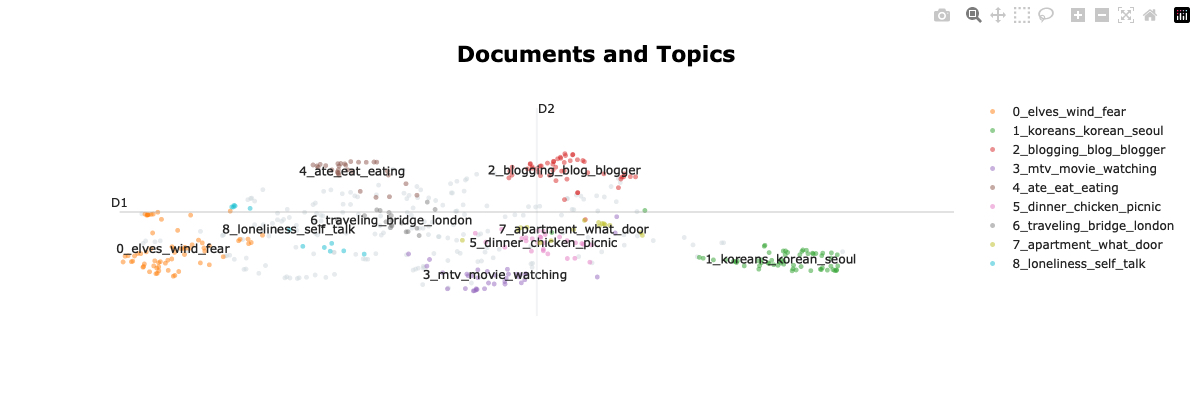 Documents and Topics
D2
D1
4_ate_eat_eating
2_blogging_blog_blogger
6_traveling_bridge_london
8_loneliness_self_talk
7_apartment_what_door
5_dinner_chicken_picnic
0_elves_wind_fear
1_koreans_korean_seoul
3_mtv_movie_watching
0_elves_wind_fear
1_koreans_korean_seoul
2_blogging_blog_blogger
3_mtv_movie_watching
4_ate_eat_eating
5_dinner_chicken_picnic
6_traveling_bridge_london
7_apartment_what_door
8_loneliness_self_talk